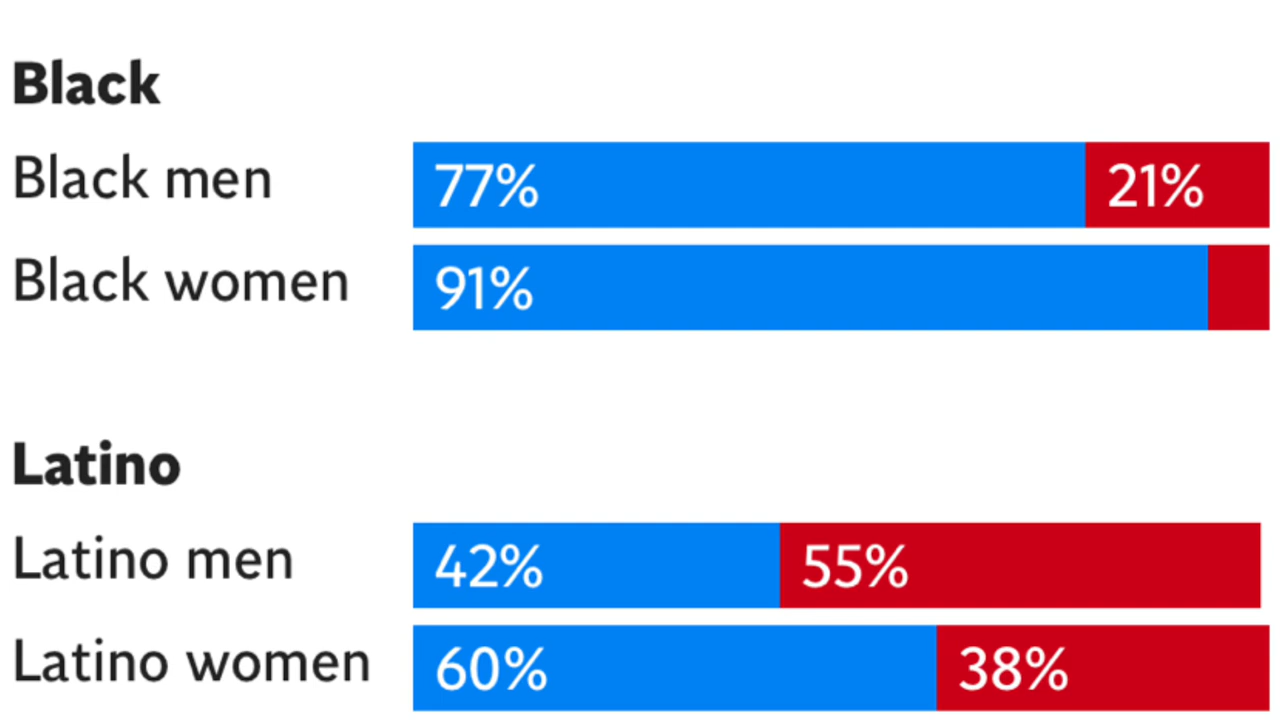 Black
Black men 77% 21%
Black women 91%
Latino
Latino men 42% 55%
Latino women 60% 38%